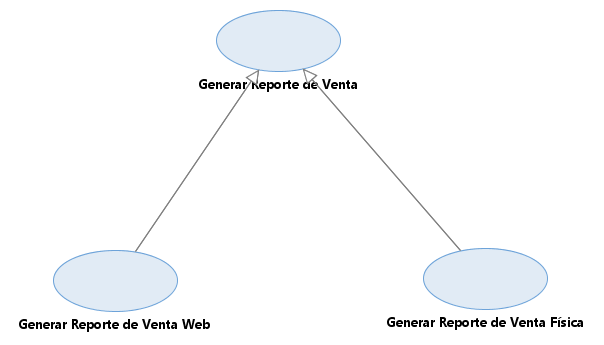 Generar Reporte de Venta
Generar Reporte de Venta Web
Generar Reporte de Venta Física